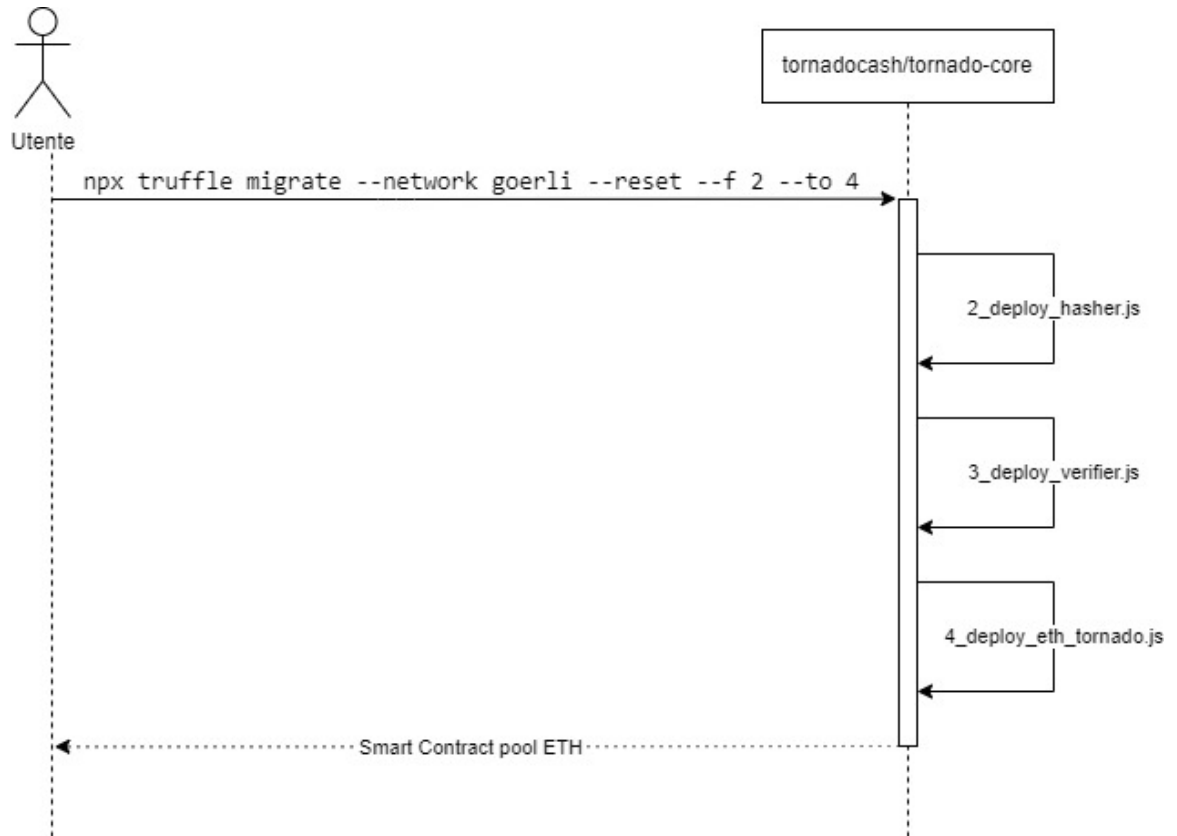 tornadocash/tornado-core
Utente
npx truffle migrate --network goerli --reset --f 2 --to 4
2_deploy_hasher.js
3_deploy_verifier.js
4_deploy_eth_tornado.js
Smart Contract pool ETH